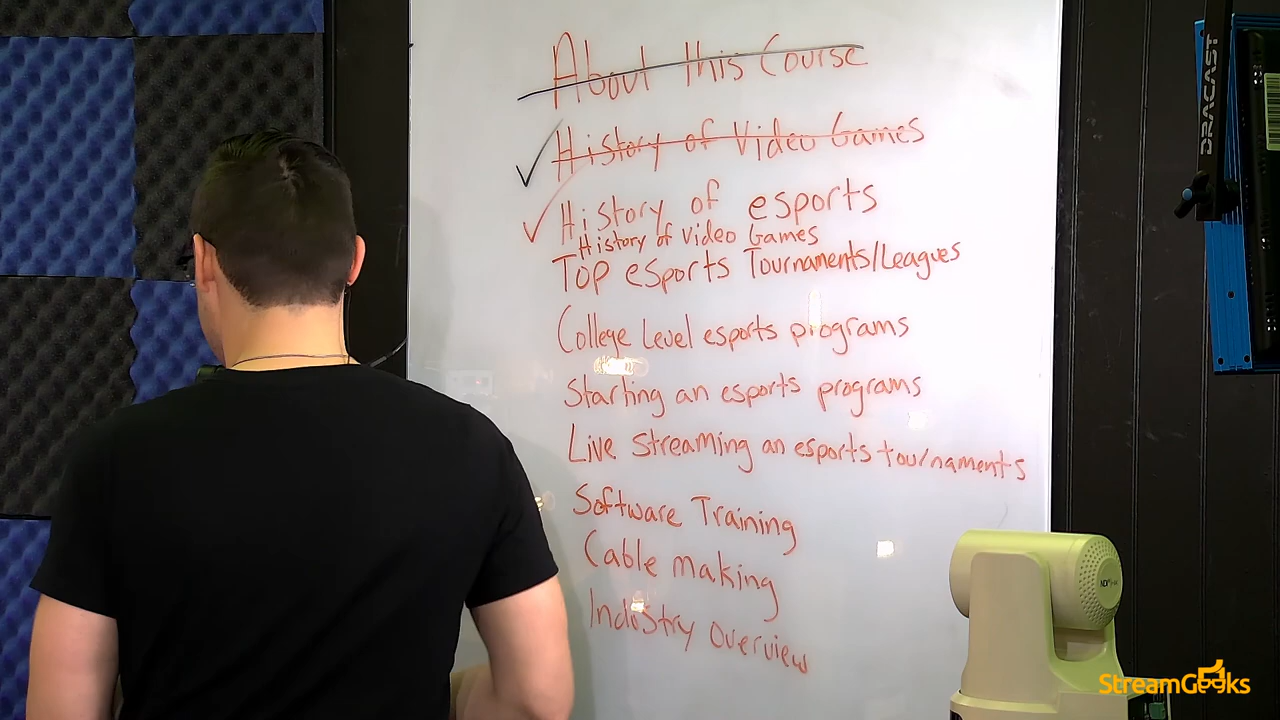 About this Course
History of Video Games
History of esports
History of Video Games
Top esports Tournaments/Leagues
College Level esports programs
Starting an esports programs
Live Streaming an esports tournaments
Software Training
Cable making
Industry overview
DRACAST
NDI
StreamGeeks